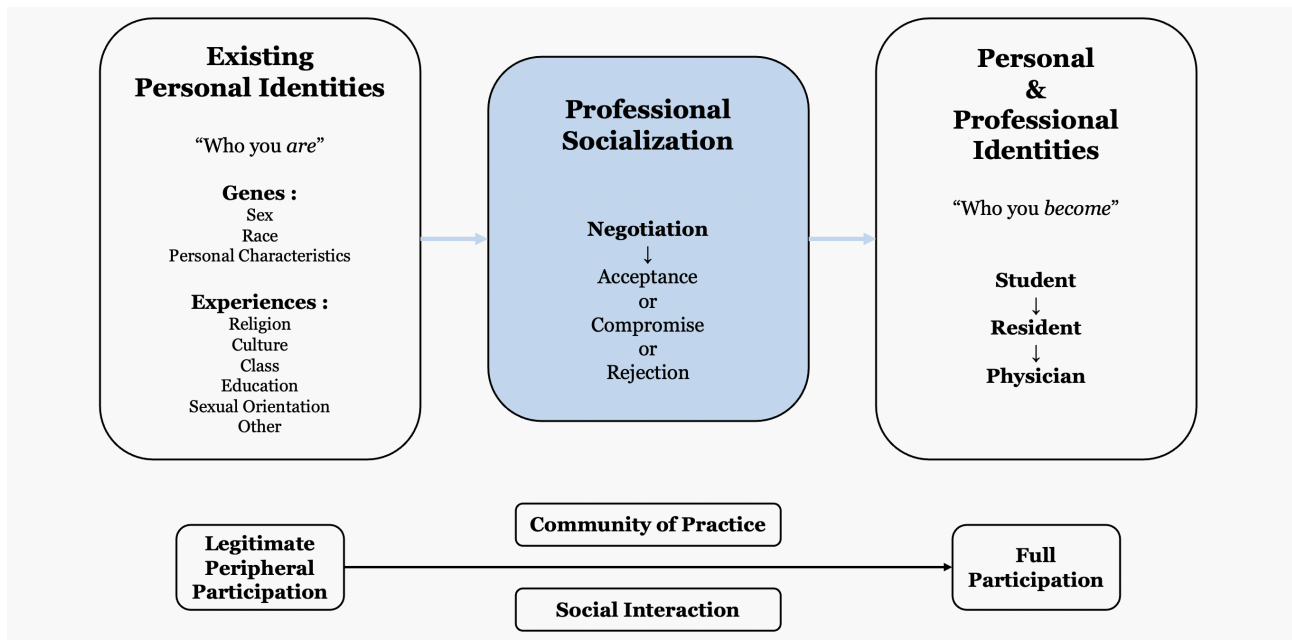 Existing
Personal Identities
“Who you are”
Genes :
Sex
Race
Personal Characteristics
Experiences :
Religion
Culture
Class
Education
Sexual Orientation
Other
Professional
Socialization
Negotiation
↓
Acceptance
or
Compromise
or
Rejection
Personal
&
Professional
Identities
“Who you become”
Student
↓
Resident
↓
Physician
Legitimate
Peripheral
Participation
Community of Practice
Social Interaction
Full
Participation